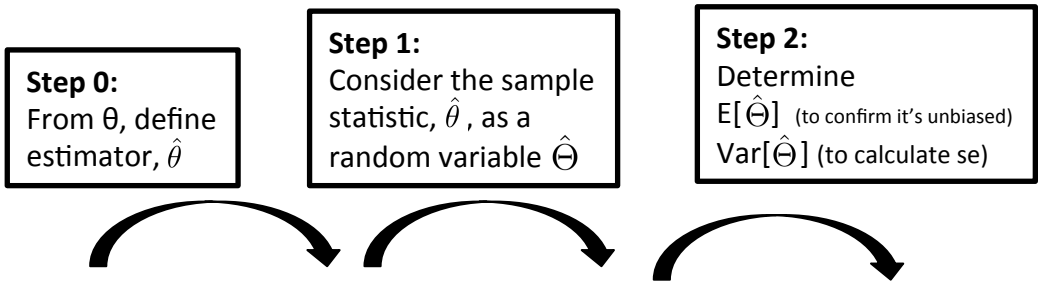 Step 0:
From θ, define
estimator, θ̂
Step 1:
Consider the sample
statistic, θ̂ , as a
random variable Θ̂
Step 2:
Determine
E[Θ̂] (to confirm it's unbiased)
Var[Θ̂] (to calculate se)